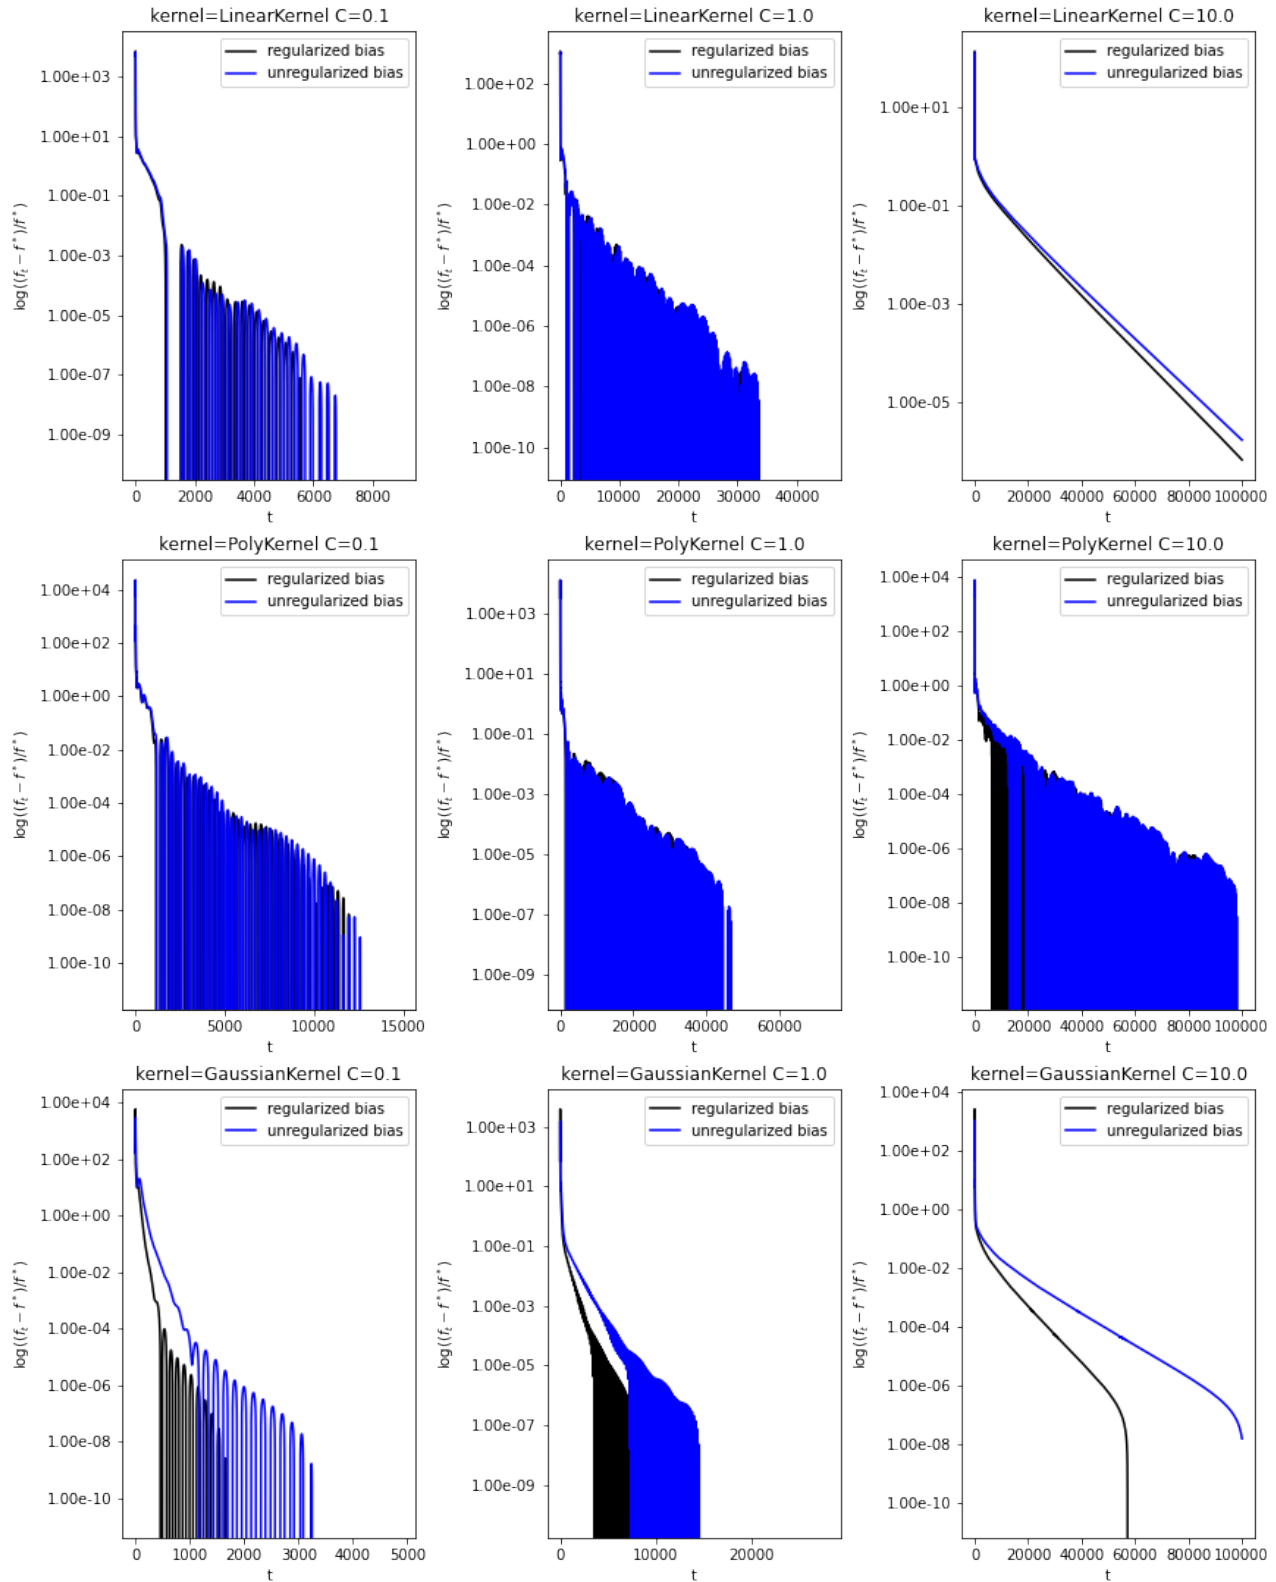 kernel=LinearKernel C=0.1
regularized bias
unregularized bias
1.00e+03
1.00e+01
1.00e-01
1.00e-03
1.00e-05
1.00e-07
1.00e-09
log((f_t − f*)/f*)
0 2000 4000 6000 8000
t
kernel=LinearKernel C=1.0
regularized bias
unregularized bias
1.00e+02
1.00e+00
1.00e-02
1.00e-04
1.00e-06
1.00e-08
1.00e-10
log((f_t − f*)/f*)
0 10000 20000 30000 40000
t
kernel=LinearKernel C=10.0
regularized bias
unregularized bias
1.00e+01
1.00e-01
1.00e-03
1.00e-05
log((f_t − f*)/f*)
0 20000 40000 60000 80000 100000
t
kernel=PolyKernel C=0.1
regularized bias
unregularized bias
1.00e+04
1.00e+02
1.00e+00
1.00e-02
1.00e-04
1.00e-06
1.00e-08
1.00e-10
log((f_t − f*)/f*)
0 5000 10000 15000
t
kernel=PolyKernel C=1.0
regularized bias
unregularized bias
1.00e+03
1.00e+01
1.00e-01
1.00e-03
1.00e-05
1.00e-07
1.00e-09
log((f_t − f*)/f*)
0 20000 40000 60000
t
kernel=PolyKernel C=10.0
regularized bias
unregularized bias
1.00e+04
1.00e+02
1.00e+00
1.00e-02
1.00e-04
1.00e-06
1.00e-08
1.00e-10
log((f_t − f*)/f*)
0 20000 40000 60000 80000 100000
t
kernel=GaussianKernel C=0.1
regularized bias
unregularized bias
1.00e+04
1.00e+02
1.00e+00
1.00e-02
1.00e-04
1.00e-06
1.00e-08
1.00e-10
log((f_t − f*)/f*)
0 1000 2000 3000 4000 5000
t
kernel=GaussianKernel C=1.0
regularized bias
unregularized bias
1.00e+03
1.00e+01
1.00e-01
1.00e-03
1.00e-05
1.00e-07
1.00e-09
log((f_t − f*)/f*)
0 10000 20000
t
kernel=GaussianKernel C=10.0
regularized bias
unregularized bias
1.00e+04
1.00e+02
1.00e+00
1.00e-02
1.00e-04
1.00e-06
1.00e-08
1.00e-10
log((f_t − f*)/f*)
0 20000 40000 60000 80000 100000
t